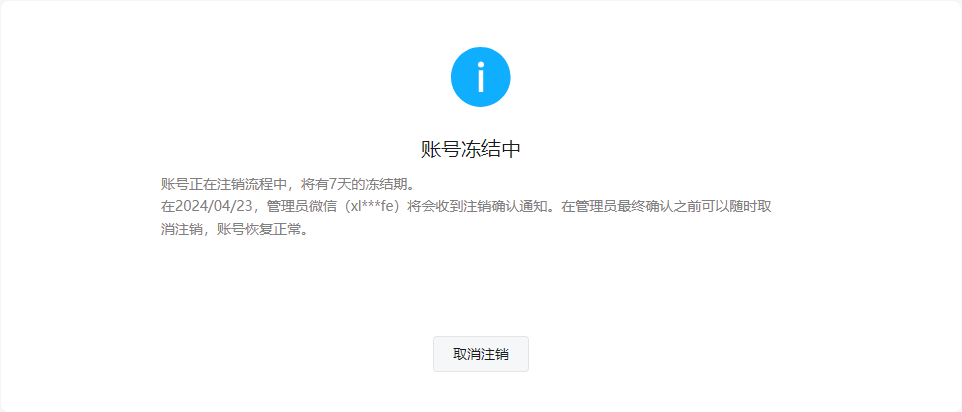 账号冻结中
账号正在注销流程中，将有7天的冻结期。
在2024/04/23，管理员微信（xl***fe）将会收到注销确认通知。在管理员最终确认之前可以随时取
消注销，账号恢复正常。
取消注销